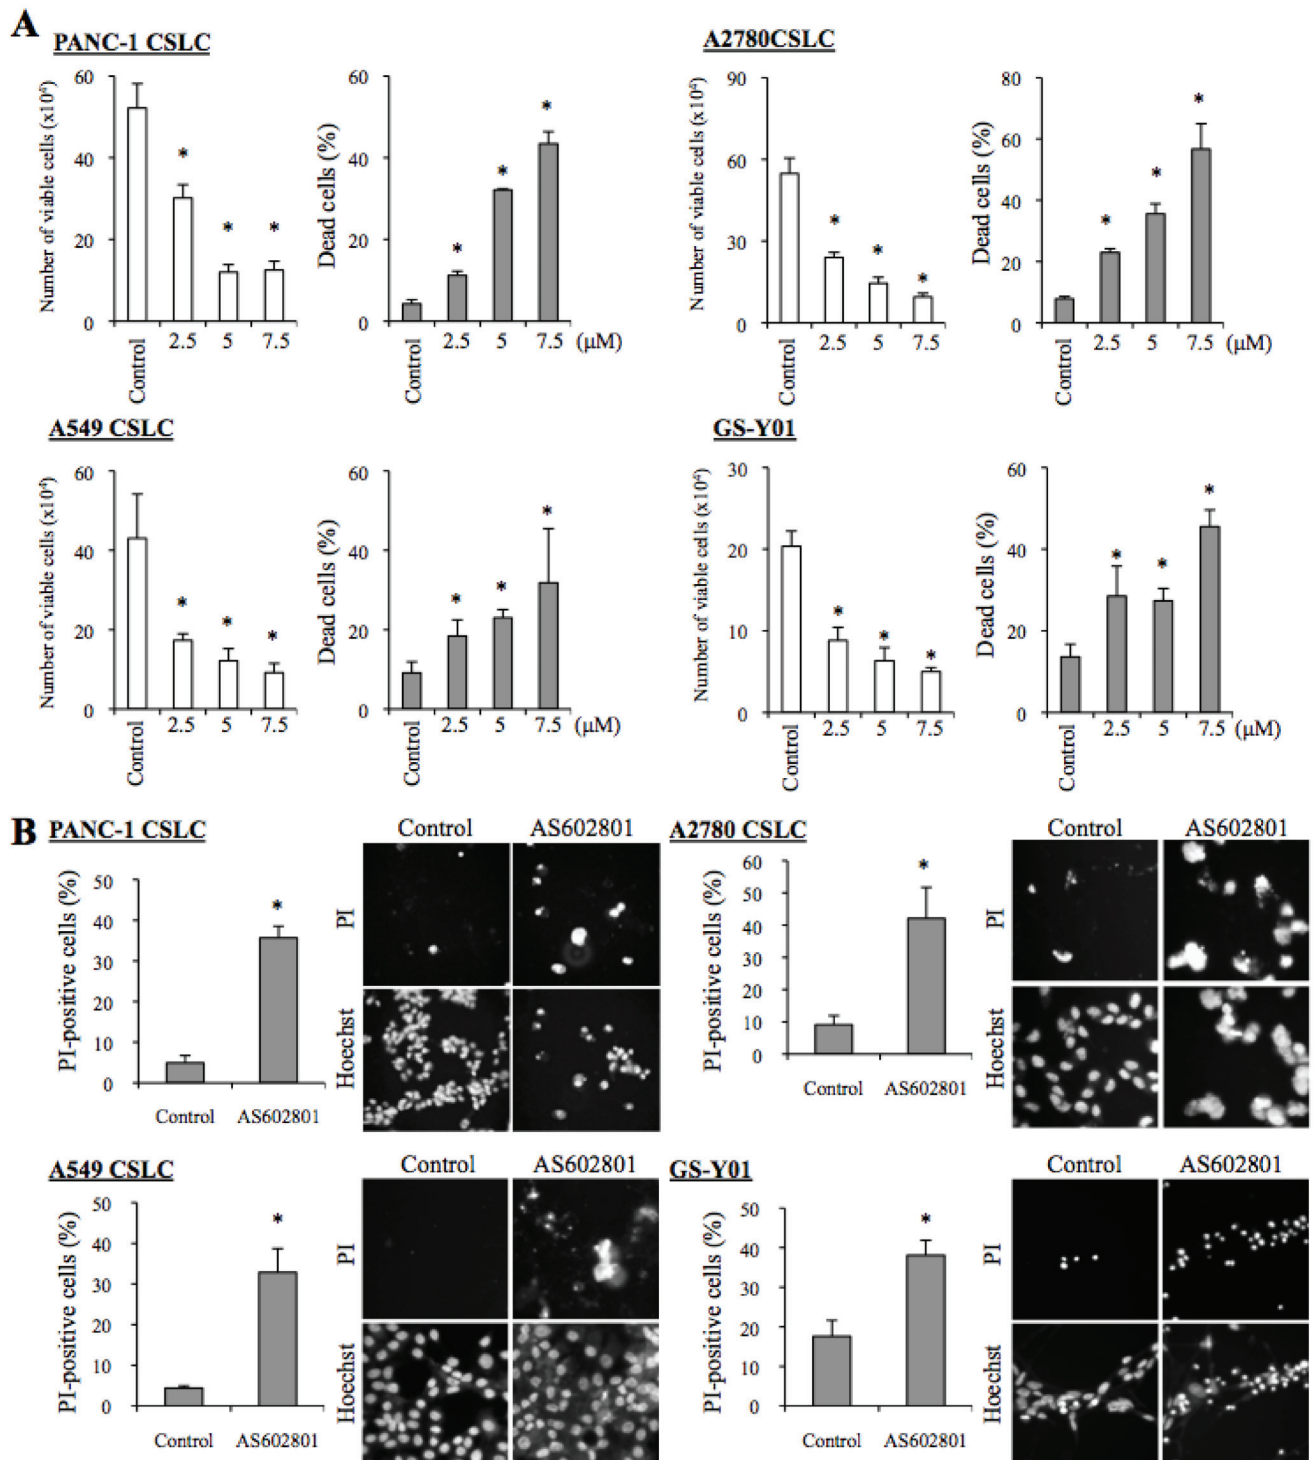 A
PANC-1 CSLC
Number of viable cells (x10⁴)
60
40
20
0
*
*
*
Control
2.5
5
7.5
Dead cells (%)
60
40
20
0
*
*
*
Control
2.5
5
7.5
(μM)
A2780CSLC
Number of viable cells (x10⁴)
90
60
30
0
*
*
*
Control
2.5
5
7.5
Dead cells (%)
80
60
40
20
0
*
*
*
Control
2.5
5
7.5
(μM)
A549 CSLC
Number of viable cells (x10⁴)
60
40
20
0
*
*
*
Control
2.5
5
7.5
Dead cells (%)
60
40
20
0
*
*
*
Control
2.5
5
7.5
(μM)
GS-Y01
Number of viable cells (x10⁴)
30
20
10
0
*
*
*
Control
2.5
5
7.5
Dead cells (%)
60
40
20
0
*
*
*
Control
2.5
5
7.5
(μM)
B
PANC-1 CSLC
PI-positive cells (%)
50
40
30
20
10
0
*
Control
AS602801
Control
AS602801
PI
Hoechst
A2780 CSLC
PI-positive cells (%)
60
50
40
30
20
10
0
*
Control
AS602801
Control
AS602801
PI
Hoechst
A549 CSLC
PI-positive cells (%)
50
40
30
20
10
0
*
Control
AS602801
Control
AS602801
PI
Hoechst
GS-Y01
PI-positive cells (%)
50
40
30
20
10
0
*
Control
AS602801
Control
AS602801
PI
Hoechst